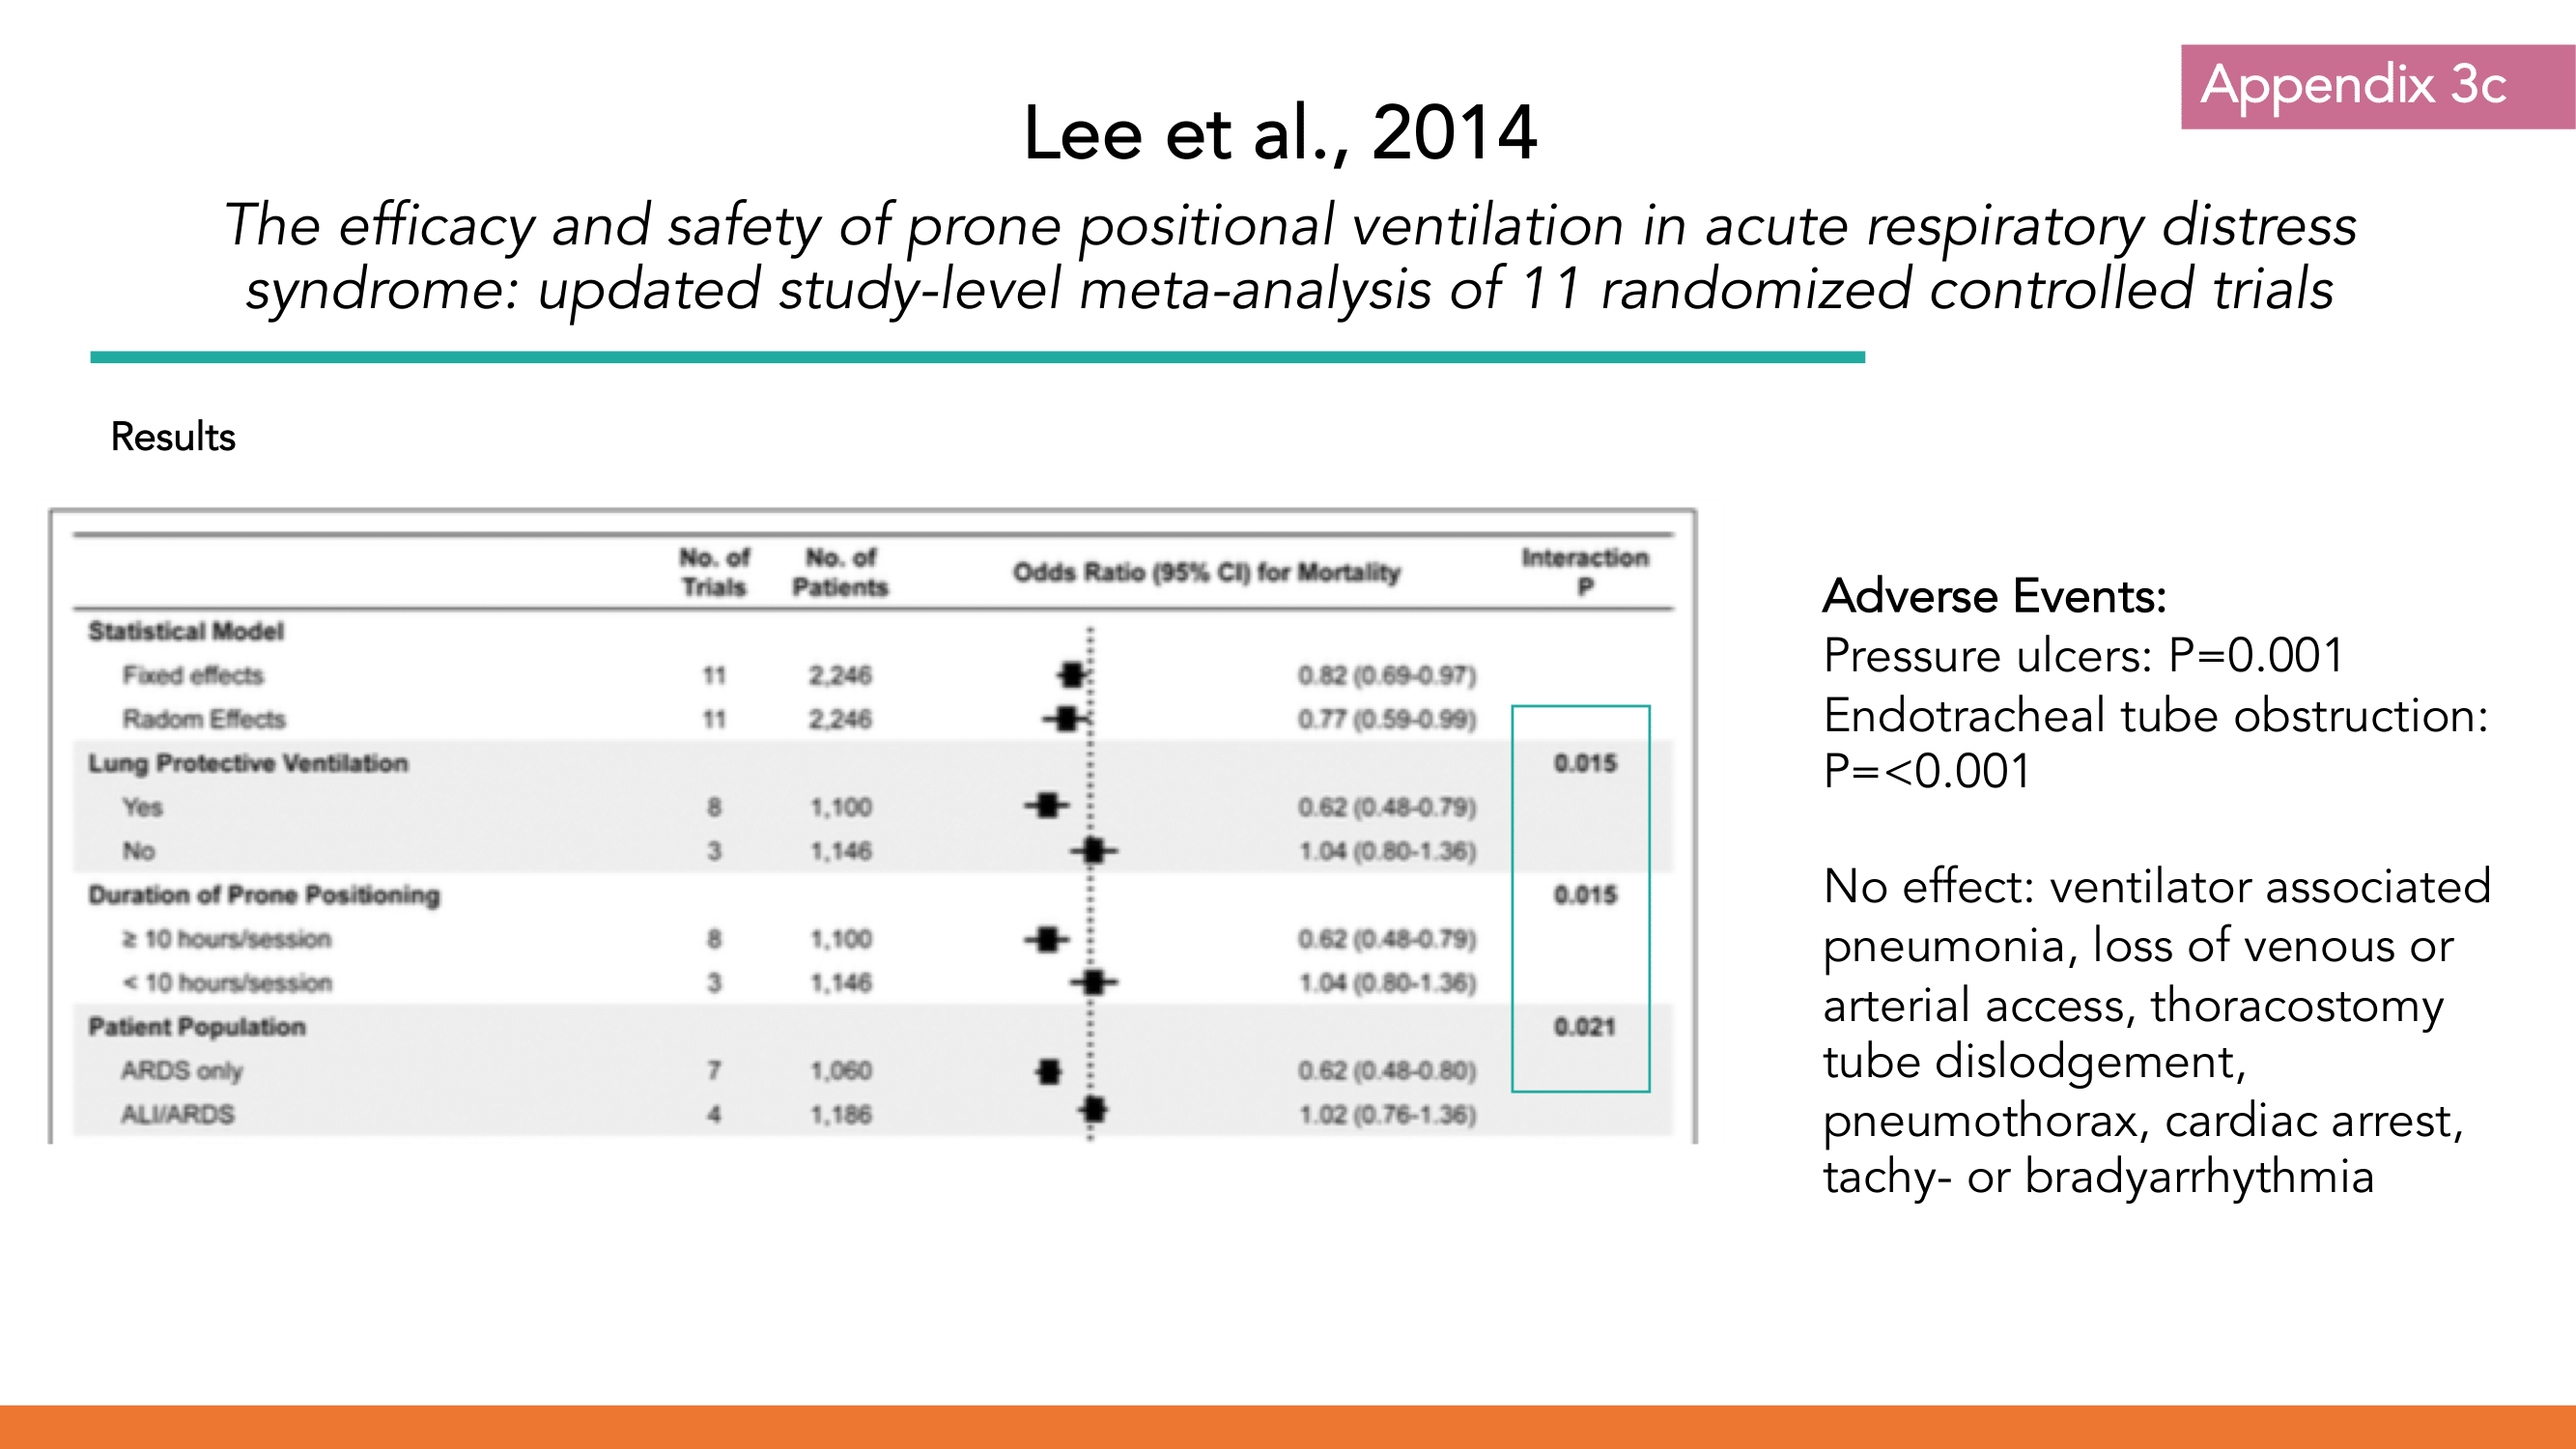 Appendix 3c
Lee et al., 2014
The efficacy and safety of prone positional ventilation in acute respiratory distress
syndrome: updated study-level meta-analysis of 11 randomized controlled trials
Results
No. of Trials No. of Patients Odds Ratio (95% CI) for Mortality Interaction P
Statistical Model
Fixed effects 11 2,246 0.82 (0.69-0.97)
Radom Effects 11 2,246 0.77 (0.59-0.99)
Lung Protective Ventilation 0.015
Yes 8 1,100 0.62 (0.48-0.79)
No 3 1,146 1.04 (0.80-1.36)
Duration of Prone Positioning 0.015
≥ 10 hours/session 8 1,100 0.62 (0.48-0.79)
< 10 hours/session 3 1,146 1.04 (0.80-1.36)
Patient Population 0.021
ARDS only 7 1,060 0.62 (0.48-0.80)
ALI/ARDS 4 1,186 1.02 (0.76-1.36)
Adverse Events:
Pressure ulcers: P=0.001
Endotracheal tube obstruction:
P=<0.001
No effect: ventilator associated
pneumonia, loss of venous or
arterial access, thoracostomy
tube dislodgement,
pneumothorax, cardiac arrest,
tachy- or bradyarrhythmia